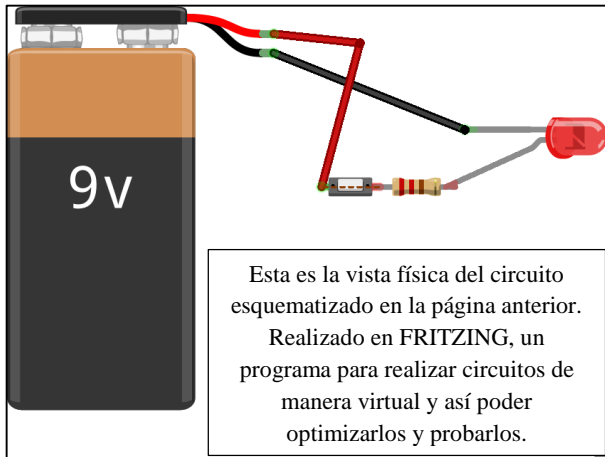 9v
Esta es la vista física del circuito
esquematizado en la página anterior.
Realizado en FRITZING, un
programa para realizar circuitos de
manera virtual y así poder
optimizarlos y probarlos.